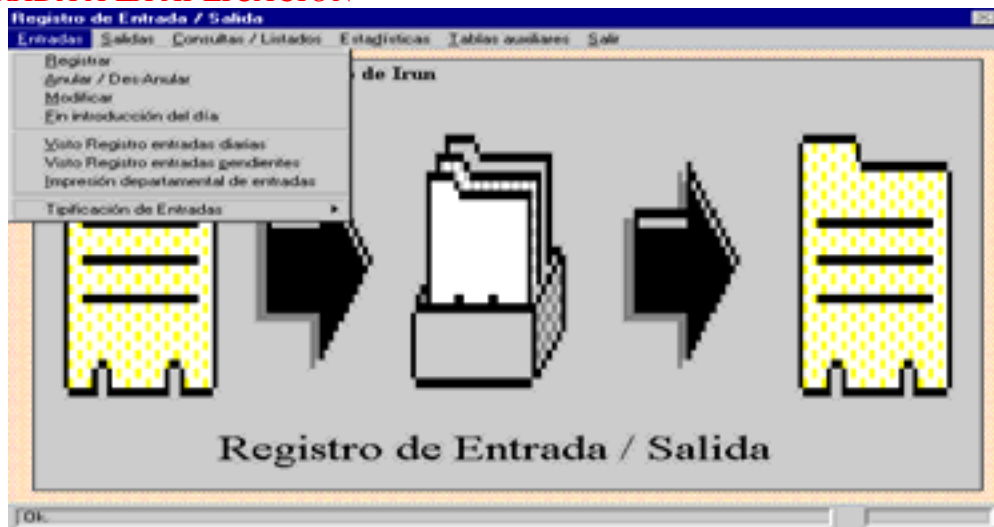 Registro de Entrada / Salida
Entradas Salidas Consultas / Listados Estadísticas Tablas auxiliares Salir
Registrar
Anular / Des-Anular
Modificar
Fin introducción del día
Visto Registro entradas diarias
Visto Registro entradas pendientes
Impresión departamental de entradas
Tipificación de Entradas
de Irun
Registro de Entrada / Salida
Ok.